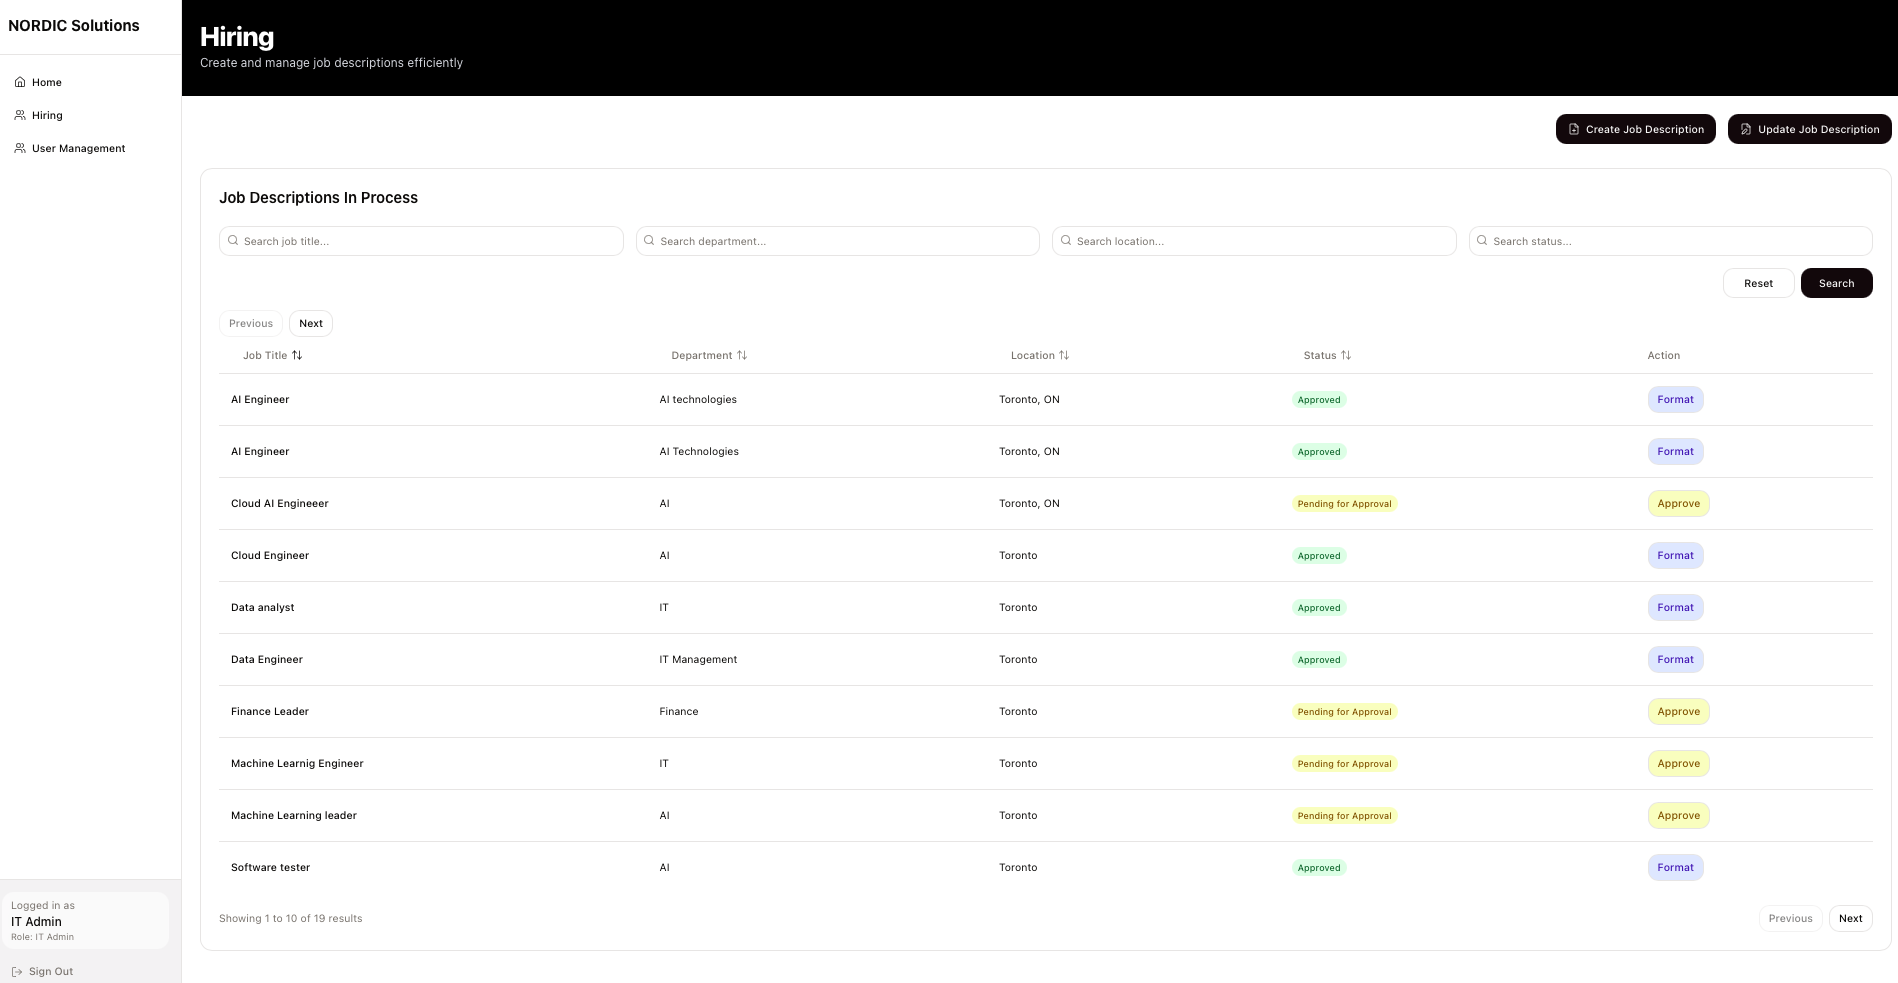 NORDIC Solutions
Home
Hiring
User Management
Logged in as
IT Admin
Role: IT Admin
Sign Out
Hiring
Create and manage job descriptions efficiently
Create Job Description Update Job Description
Job Descriptions In Process
Search job title... Search department... Search location... Search status...
Reset Search
Previous Next
Job Title Department Location Status Action
AI Engineer AI technologies Toronto, ON Approved Format
AI Engineer AI Technologies Toronto, ON Approved Format
Cloud AI Engineeer AI Toronto, ON Pending for Approval Approve
Cloud Engineer AI Toronto Approved Format
Data analyst IT Toronto Approved Format
Data Engineer IT Management Toronto Approved Format
Finance Leader Finance Toronto Pending for Approval Approve
Machine Learnig Engineer IT Toronto Pending for Approval Approve
Machine Learning leader AI Toronto Pending for Approval Approve
Software tester AI Toronto Approved Format
Showing 1 to 10 of 19 results Previous Next